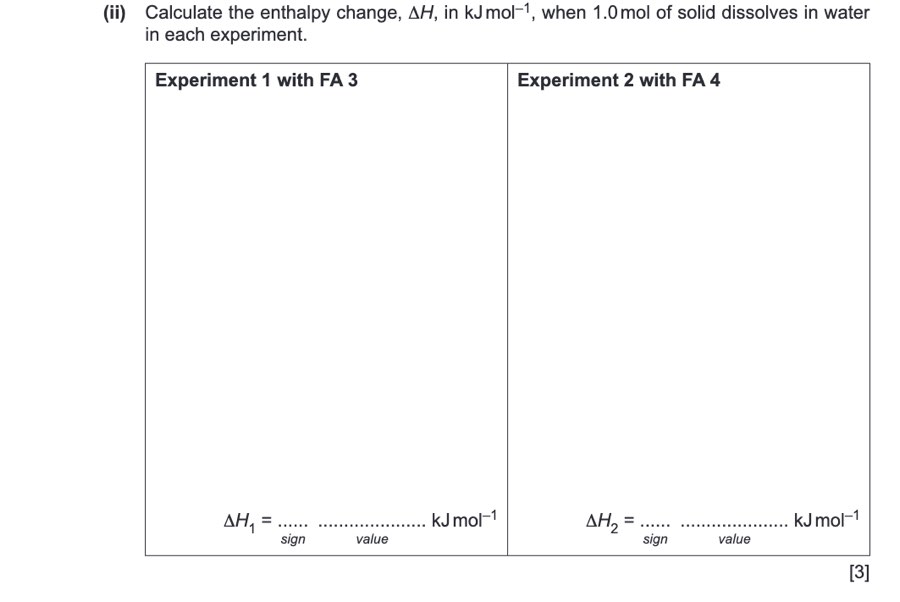 (ii) Calculate the enthalpy change, ΔH, in kJ mol⁻¹, when 1.0 mol of solid dissolves in water
in each experiment.
Experiment 1 with FA 3
Experiment 2 with FA 4
ΔH₁ = ...... ..................... kJ mol⁻¹
sign value
ΔH₂ = ...... ..................... kJ mol⁻¹
sign value
[3]